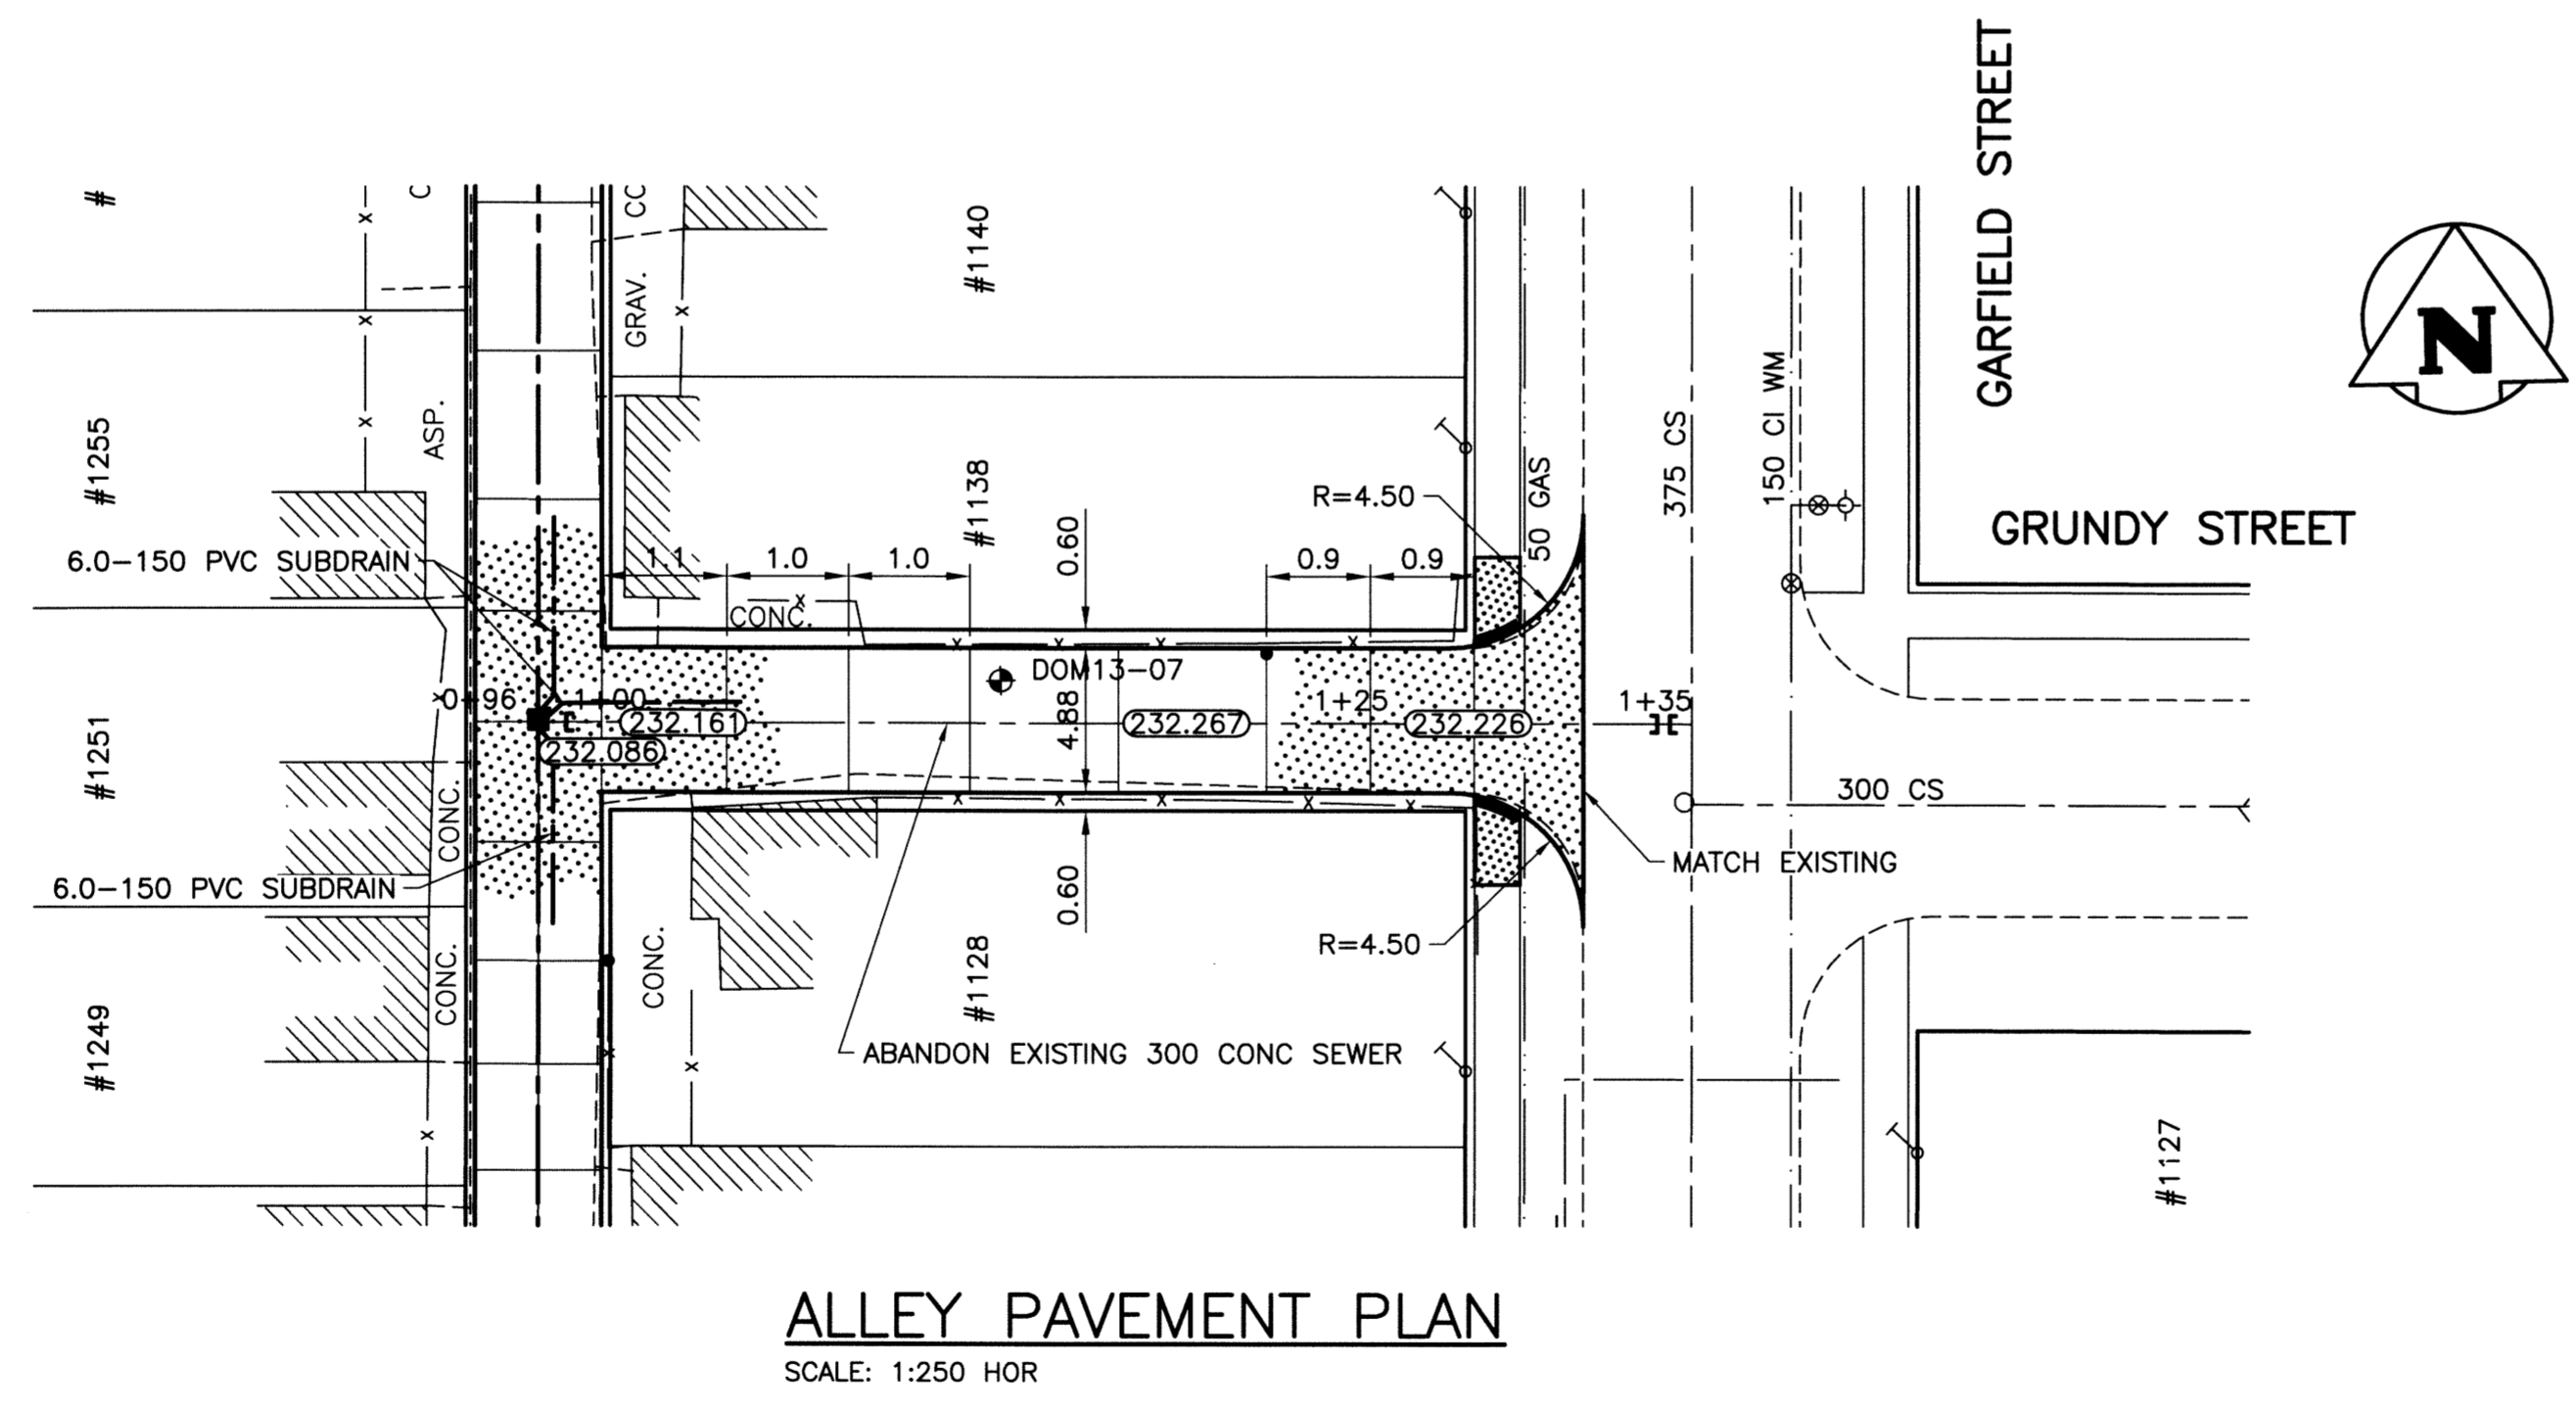 GARFIELD STREET
N
GRUNDY STREET
#
C
CC
GRAV.
#1140
#1255
ASP.
#1138
R=4.50
50 GAS
375 CS
150 CI WM
6.0-150 PVC SUBDRAIN
1.1
1.0
1.0
0.60
0.9
0.9
CONC.
DOM13-07
0+96
1+00
232.161
232.086
4.88
232.267
1+25
232.226
1+35
300 CS
#1251
CONC.
MATCH EXISTING
6.0-150 PVC SUBDRAIN
0.60
R=4.50
CONC.
CONC.
#1128
#1249
ABANDON EXISTING 300 CONC SEWER
#1127
ALLEY PAVEMENT PLAN
SCALE: 1:250 HOR